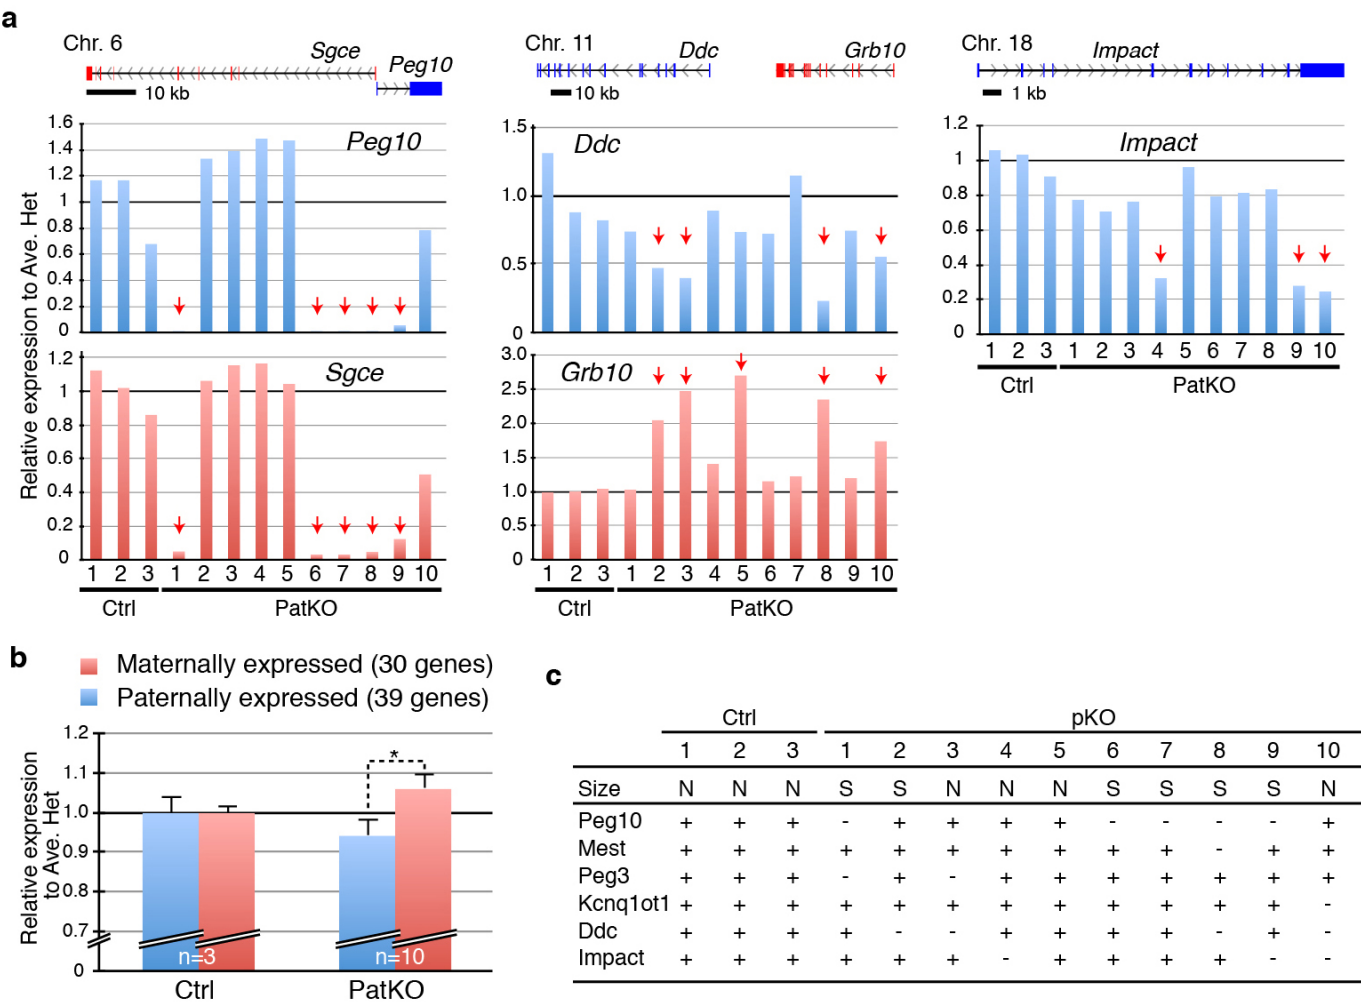 a
Chr. 6
Sgce
Peg10
10 kb
Chr. 11
Ddc
Grb10
10 kb
Chr. 18
Impact
1 kb
Relative expression to Ave. Het
Peg10
1.6
1.4
1.2
1
0.8
0.6
0.4
0.2
0
Sgce
1.2
1
0.8
0.6
0.4
0.2
0
1 2 3 1 2 3 4 5 6 7 8 9 10
Ctrl PatKO
Ddc
1.5
1.0
0.5
0
Grb10
3.0
2.5
2.0
1.5
1.0
0.5
0
1 2 3 1 2 3 4 5 6 7 8 9 10
Ctrl PatKO
Impact
1.2
1
0.8
0.6
0.4
0.2
0
1 2 3 1 2 3 4 5 6 7 8 9 10
Ctrl PatKO
b
Maternally expressed (30 genes)
Paternally expressed (39 genes)
Relative expression
to Ave. Het
1.2
1.1
1.0
0.9
0.8
0.7
0
*
n=3 n=10
Ctrl PatKO
c
Ctrl pKO
1 2 3 1 2 3 4 5 6 7 8 9 10
Size N N N S S N N N S S S S N
Peg10 + + + - + + + + - - - - +
Mest + + + + + + + + + + - + +
Peg3 + + + - + - + + + + + + +
Kcnq1ot1 + + + + + + + + + + + + -
Ddc + + + + - - + + + + - + -
Impact + + + + + + - + + + + - -